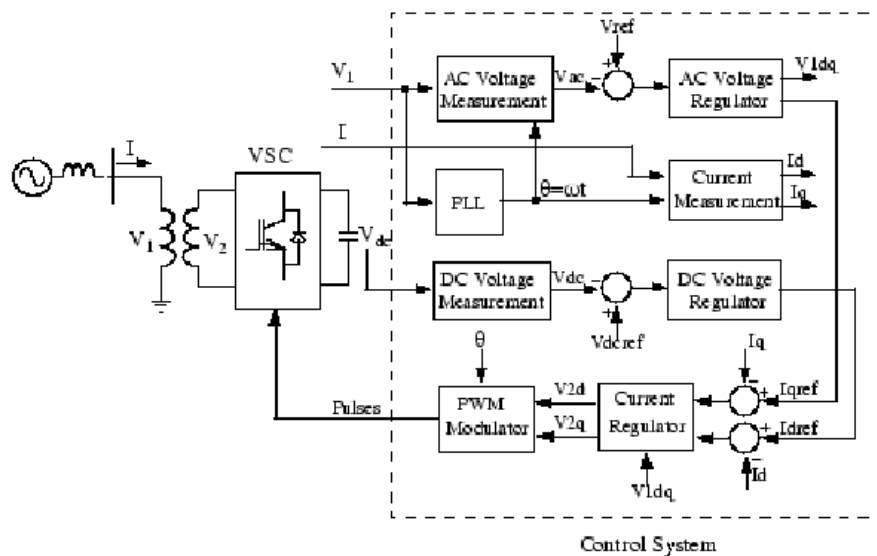 Vref
V1
AC Voltage
Measurement
Vac
+
−
AC Voltage
Regulator
V1dq
I
VSC
I
PLL
θ=ωt
Current
Measurement
Id
Iq
V1
V2
Vdc
DC Voltage
Measurement
Vdc
−
+
DC Voltage
Regulator
Vdcref
θ
Iq
Pulses
PWM
Modulator
V2d
V2q
Current
Regulator
−
+
Iqref
+
Idref
−
Id
V1dq
Control System